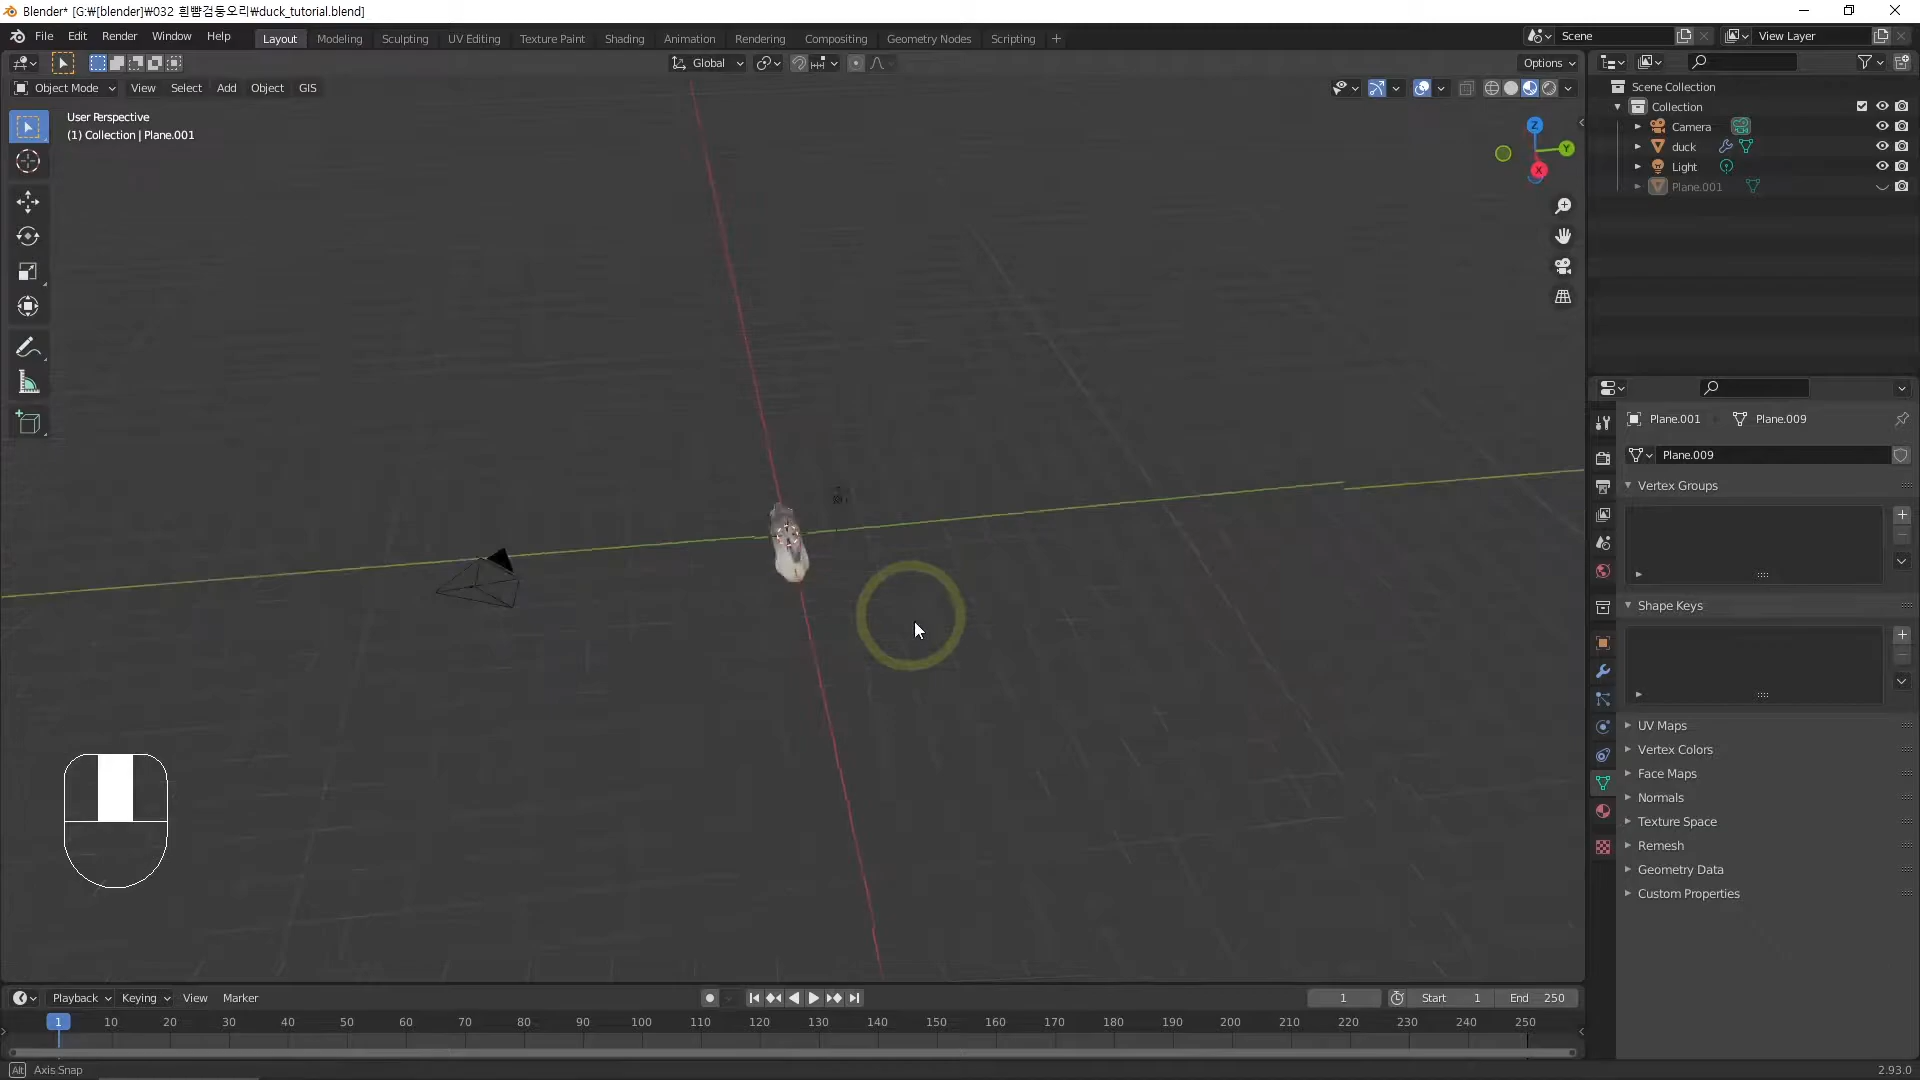 Blender* [G:₩[blender]₩032 흰뺨검둥오리₩duck_tutorial.blend]
File Edit Render Window Help
Layout Modeling Sculpting UV Editing Texture Paint Shading Animation Rendering Compositing Geometry Nodes Scripting
Scene
View Layer
Global
Options
Object Mode View Select Add Object GIS
User Perspective
(1) Collection | Plane.001
Z
Y
X
Scene Collection
Collection
Camera
duck
Light
Plane.001
Plane.001 Plane.009
Plane.009
Vertex Groups
Shape Keys
UV Maps
Vertex Colors
Face Maps
Normals
Texture Space
Remesh
Geometry Data
Custom Properties
Playback Keying View Marker
1 Start 1 End 250
1 10 20 30 40 50 60 70 80 90 100 110 120 130 140 150 160 170 180 190 200 210 220 230 240 250
Alt Axis Snap
2.93.0